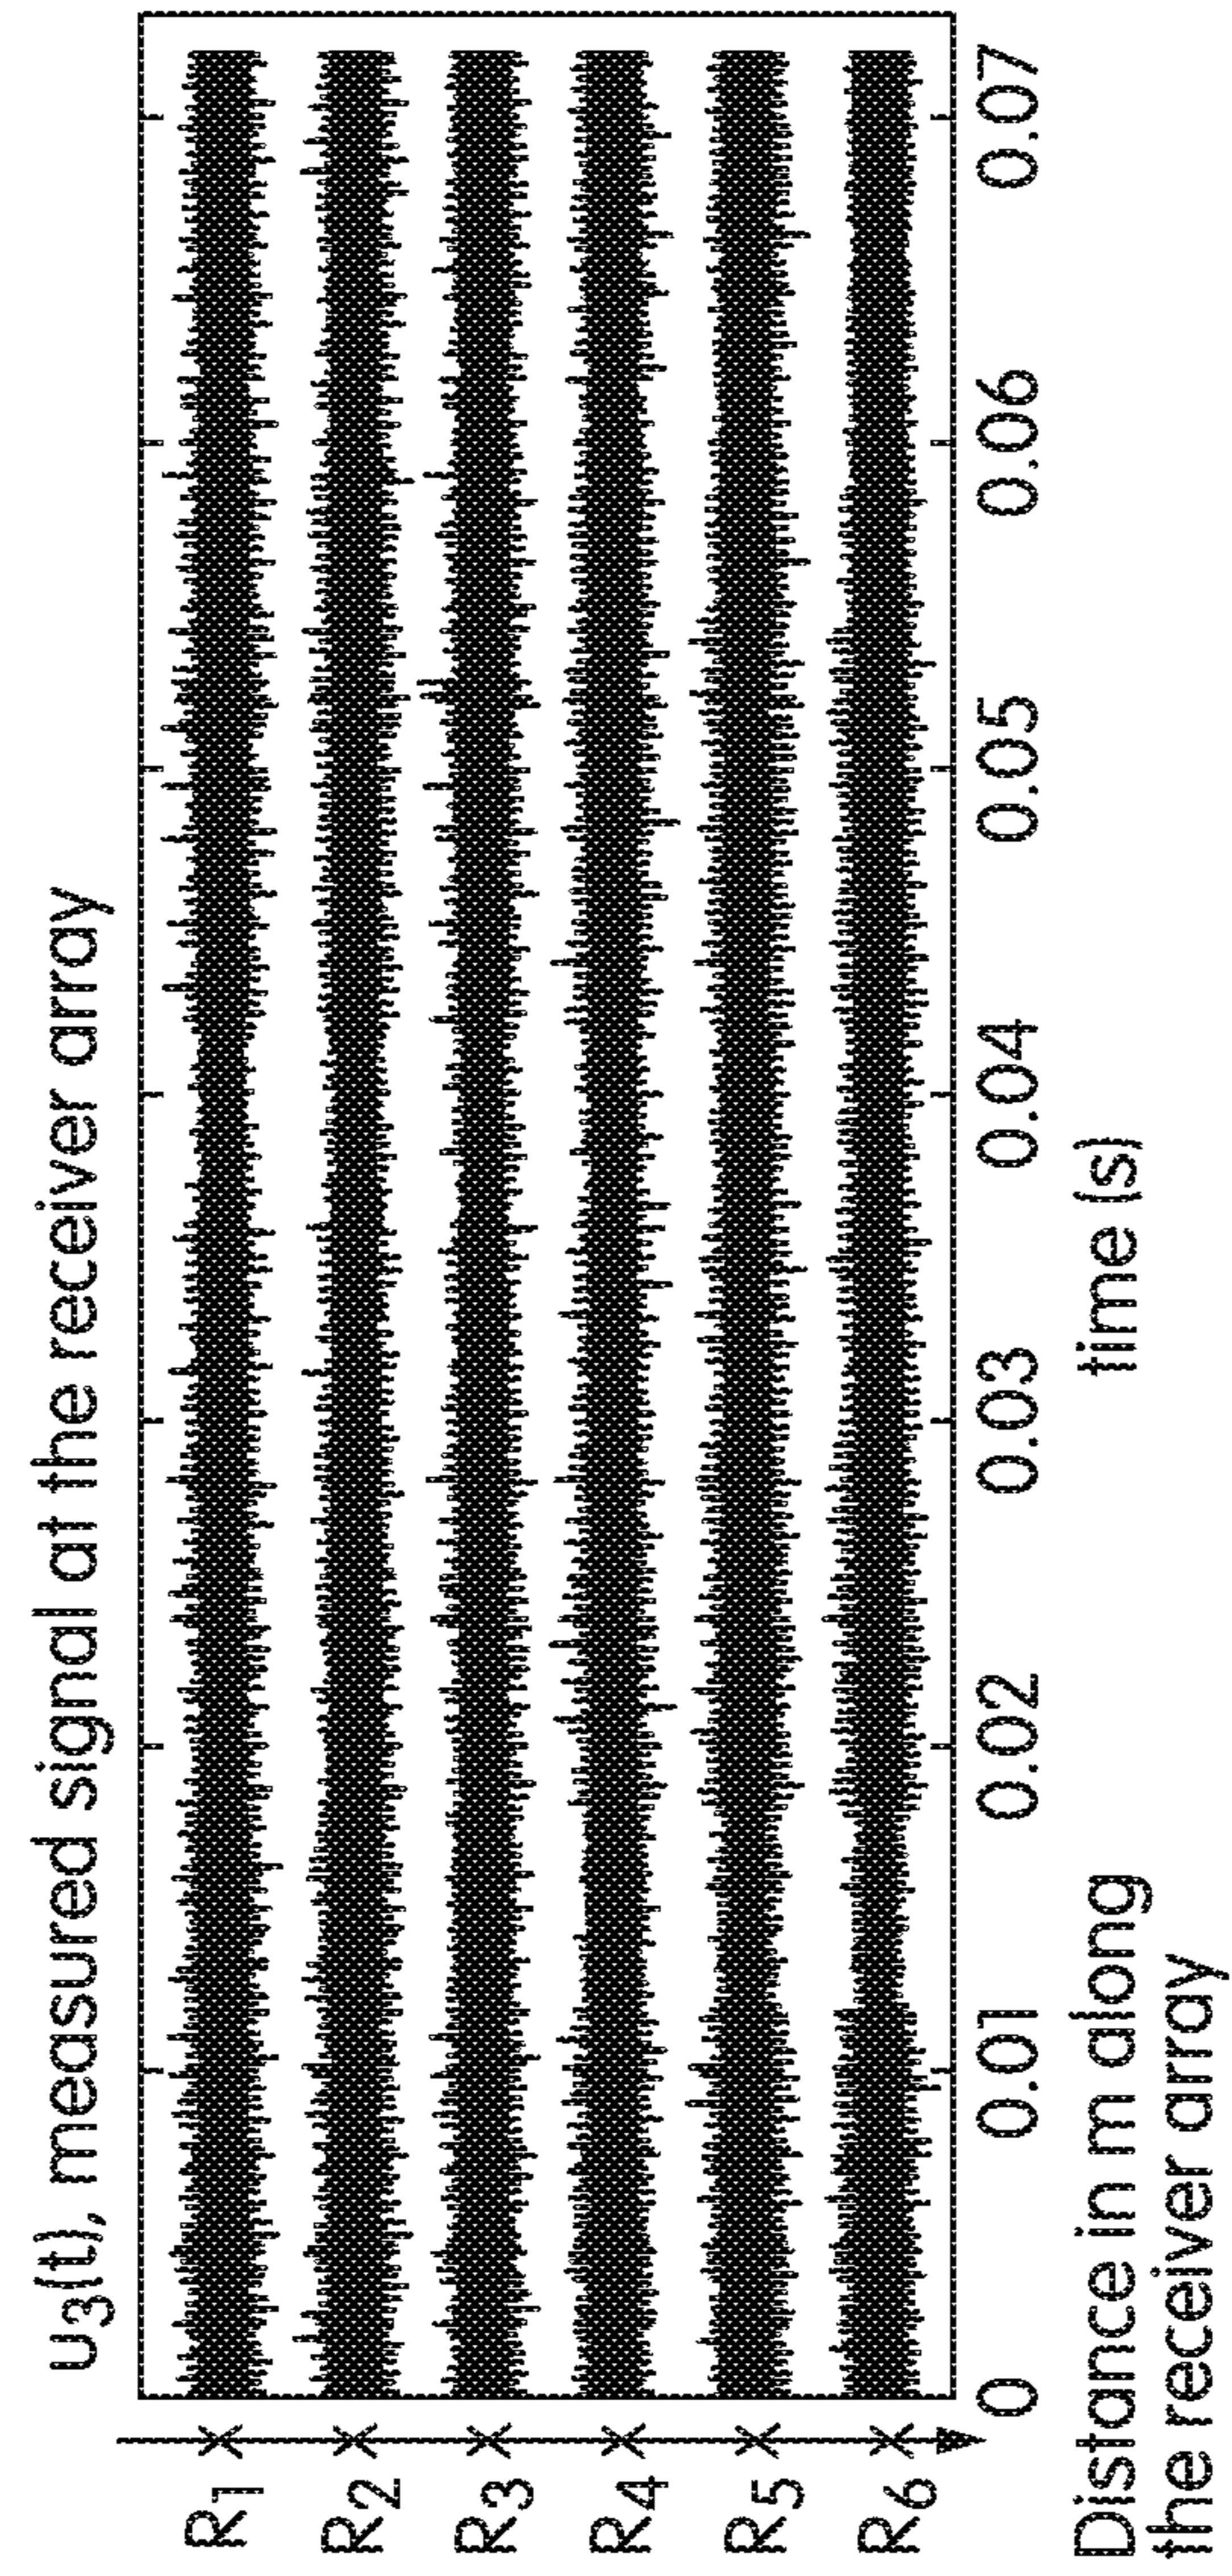 u3(t), measured signal at the receiver array
R1
R2
R3
R4
R5
R6
0 0.01 0.02 0.03 0.04 0.05 0.06 0.07
time (s)
Distance in m along
the receiver array